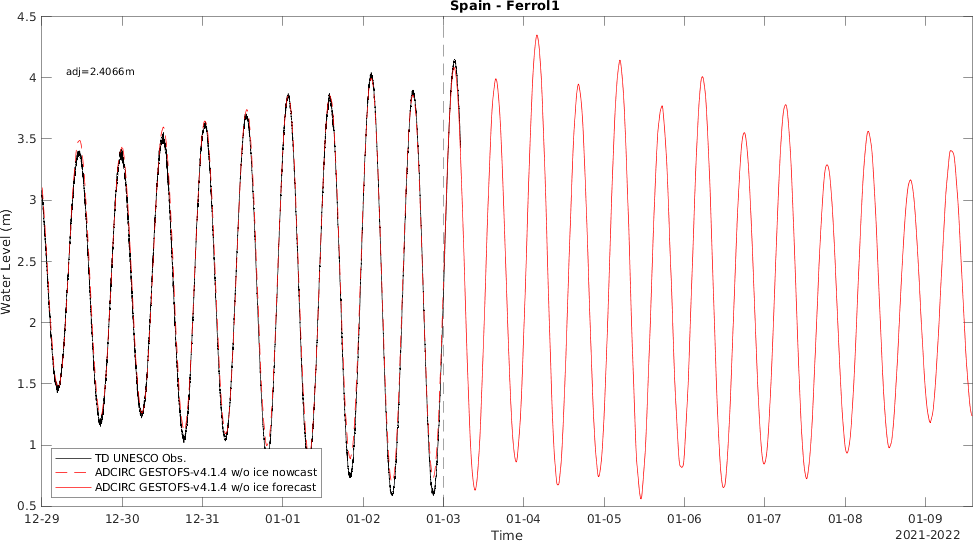 Spain - Ferrol1
4.5
4
3.5
3
2.5
2
1.5
1
0.5
Water Level (m)
adj=2.4066m
TD UNESCO Obs.
ADCIRC GESTOFS-v4.1.4 w/o ice nowcast
ADCIRC GESTOFS-v4.1.4 w/o ice forecast
12-29 12-30 12-31 01-01 01-02 01-03 01-04 01-05 01-06 01-07 01-08 01-09
Time
2021-2022